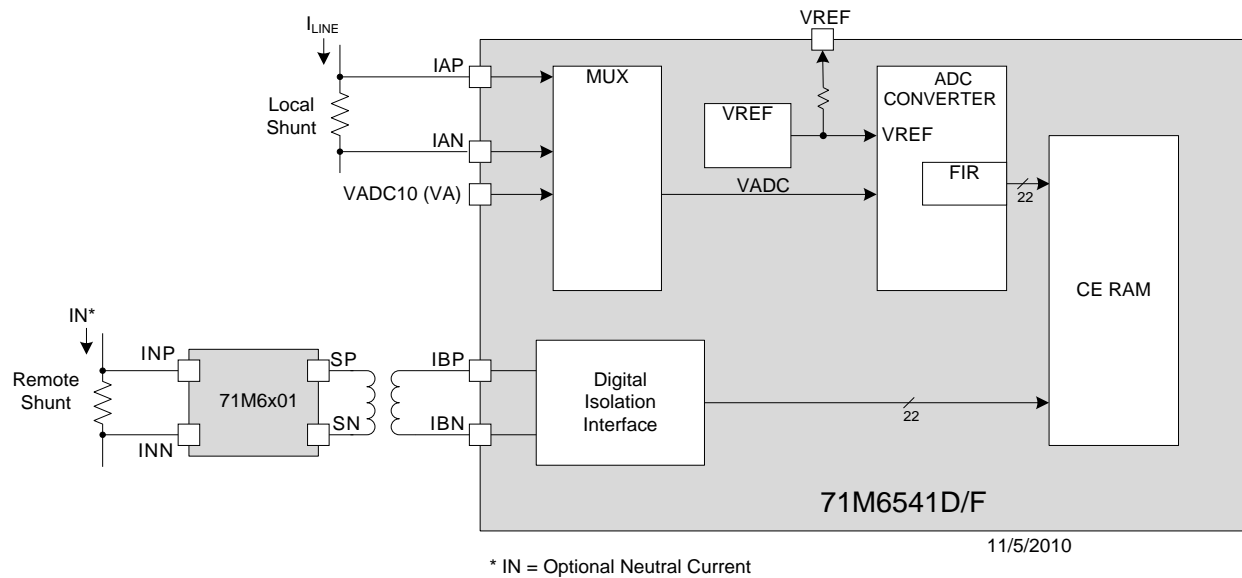 VREF
ILINE
IAP
Local
Shunt
IAN
VADC10 (VA)
MUX
VREF
ADC
CONVERTER
VREF
FIR
VADC
22
CE RAM
IN*
INP
Remote
Shunt
INN
71M6x01
SP
SN
IBP
IBN
Digital
Isolation
Interface
22
71M6541D/F
11/5/2010
* IN = Optional Neutral Current